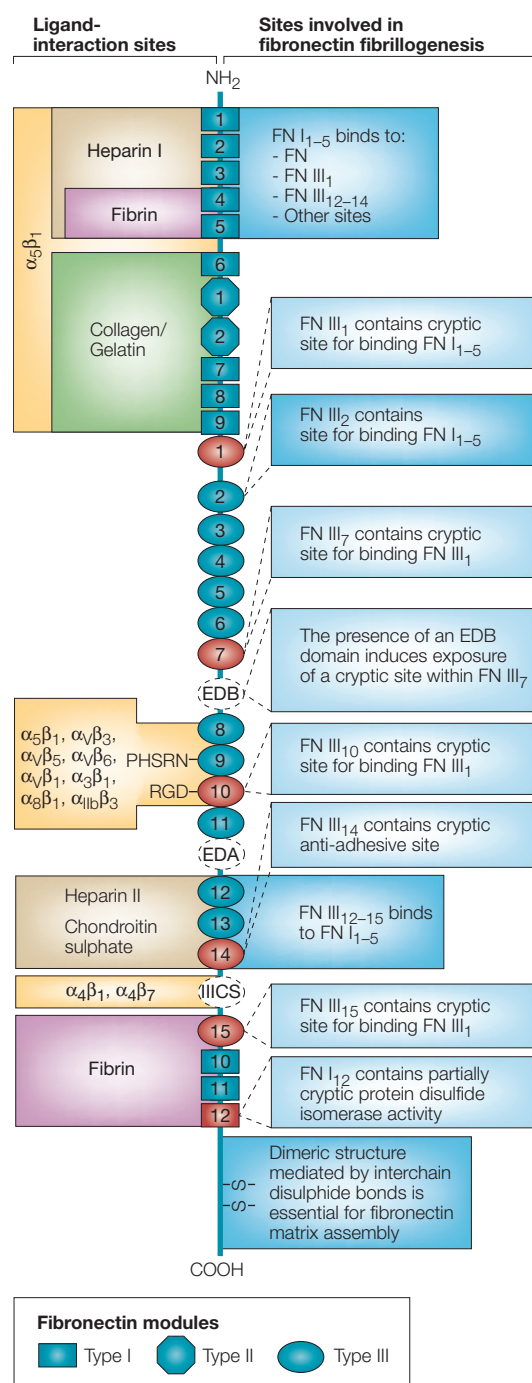 Ligand-
interaction sites
Sites involved in
fibronectin fibrillogenesis
NH2
1
2
3
4
5
6
1
2
7
8
9
1
2
3
4
5
6
7
EDB
8
9
10
11
EDA
12
13
14
IIICS
15
10
11
12
COOH
α5β1
Heparin I
Fibrin
Collagen/
Gelatin
α5β1, αVβ3,
αVβ5, αVβ6,
αVβ1, α3β1,
α8β1, αIIbβ3
PHSRN
RGD
Heparin II
Chondroitin
sulphate
α4β1, α4β7
Fibrin
FN I1–5 binds to:
- FN
- FN III1
- FN III12–14
- Other sites
FN III1 contains cryptic
site for binding FN I1–5
FN III2 contains
site for binding FN I1–5
FN III7 contains cryptic
site for binding FN III1
The presence of an EDB
domain induces exposure
of a cryptic site within FN III7
FN III10 contains cryptic
site for binding FN III1
FN III14 contains cryptic
anti-adhesive site
FN III12–15 binds
to FN I1–5
FN III15 contains cryptic
site for binding FN III1
FN I12 contains partially
cryptic protein disulfide
isomerase activity
S
S
Dimeric structure
mediated by interchain
disulphide bonds is
essential for fibronectin
matrix assembly
Fibronectin modules
Type I
Type II
Type III